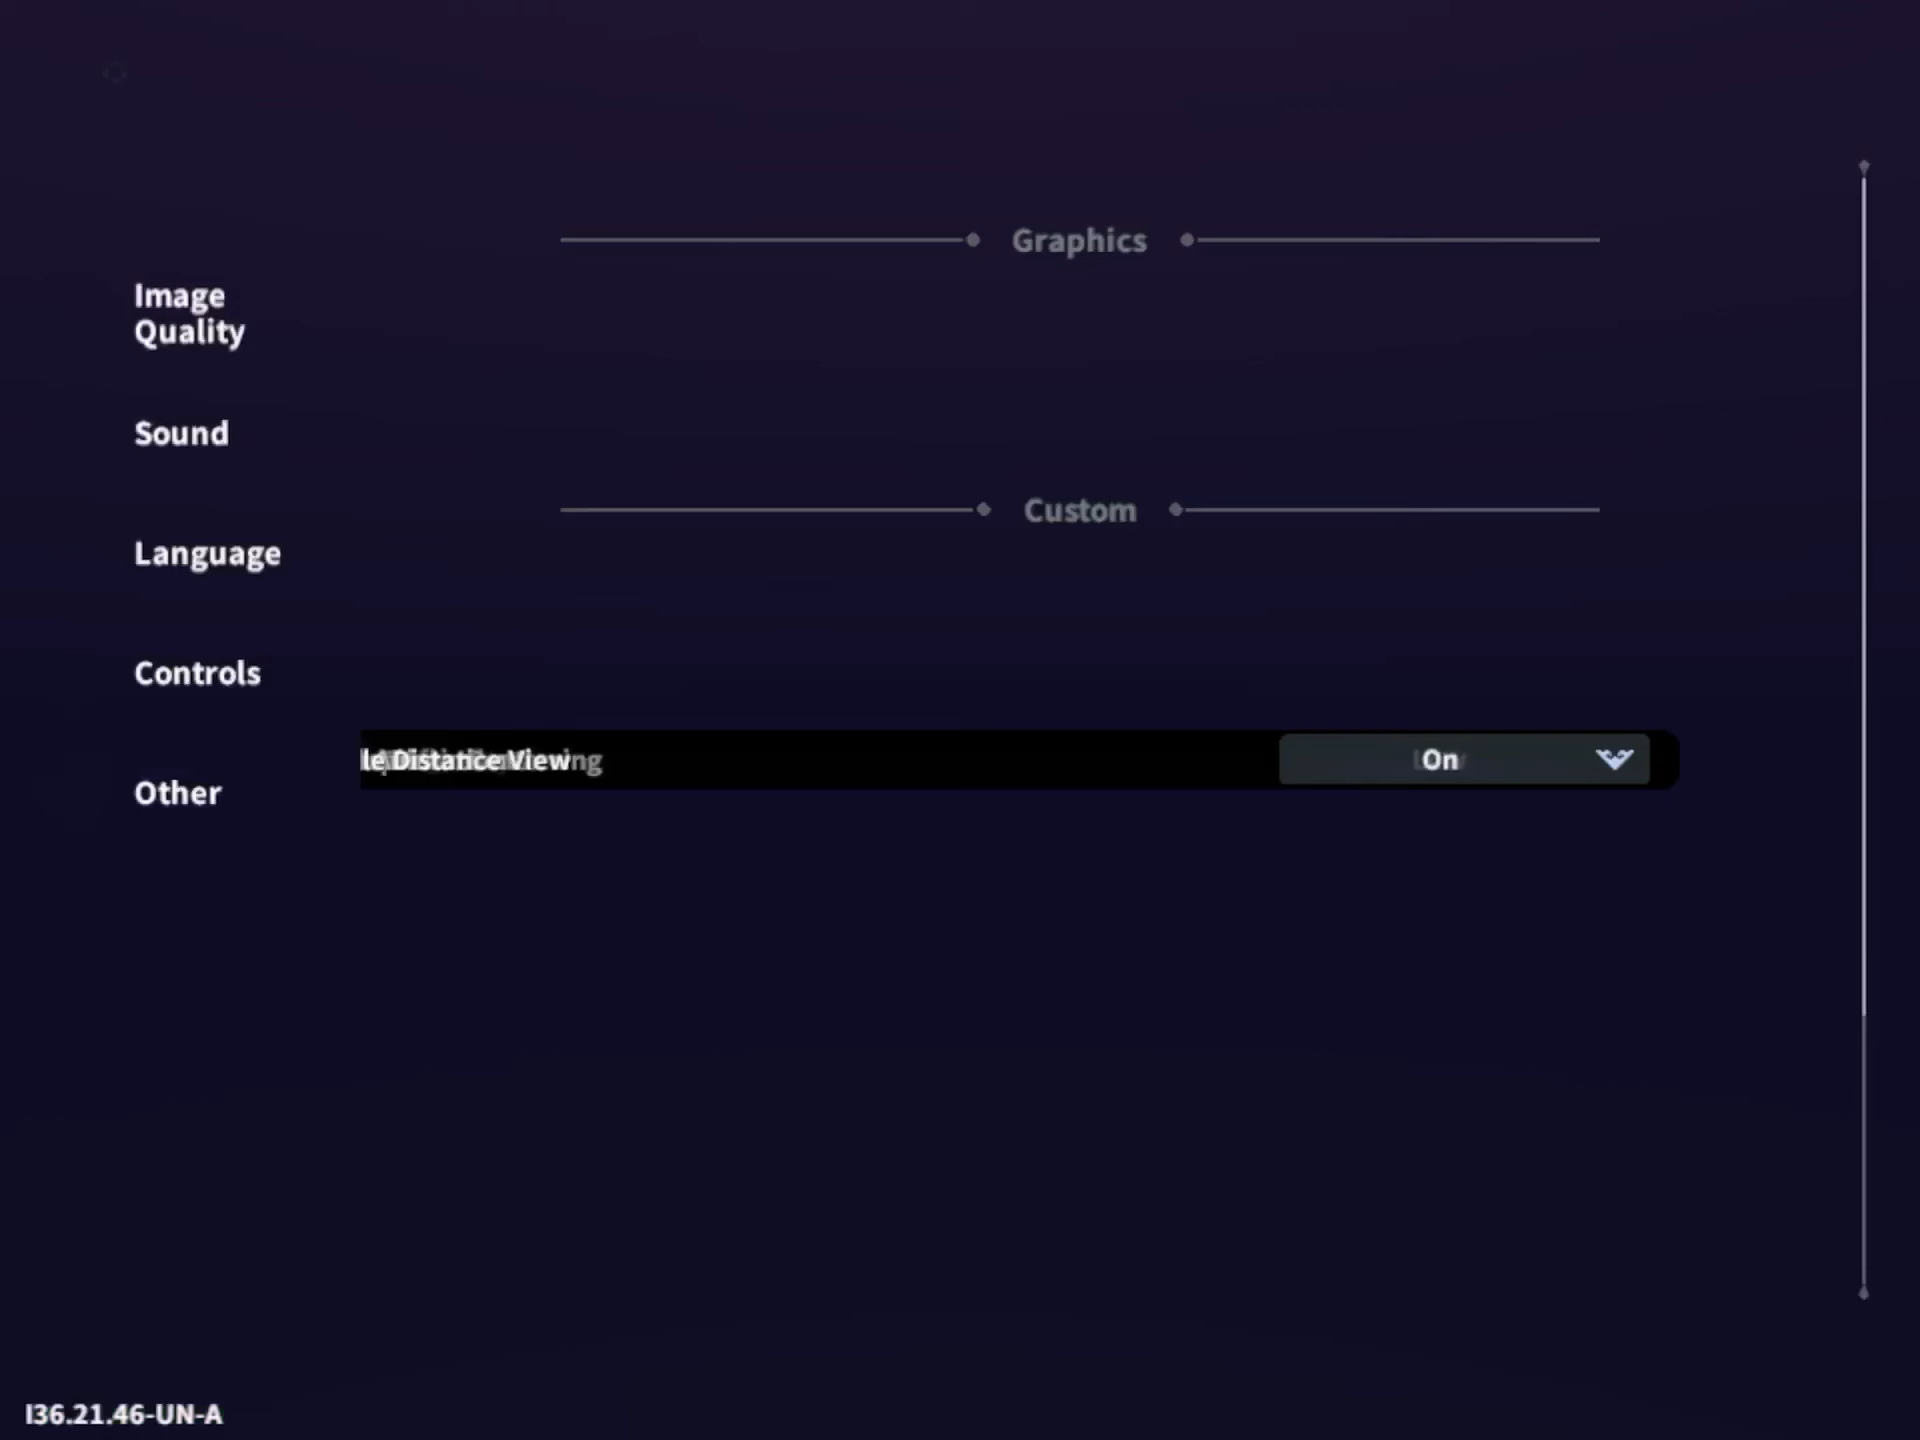 Graphics
Image
Quality
Sound
Custom
Language
Controls
Distance View
On
Other
I36.21.46-UN-A